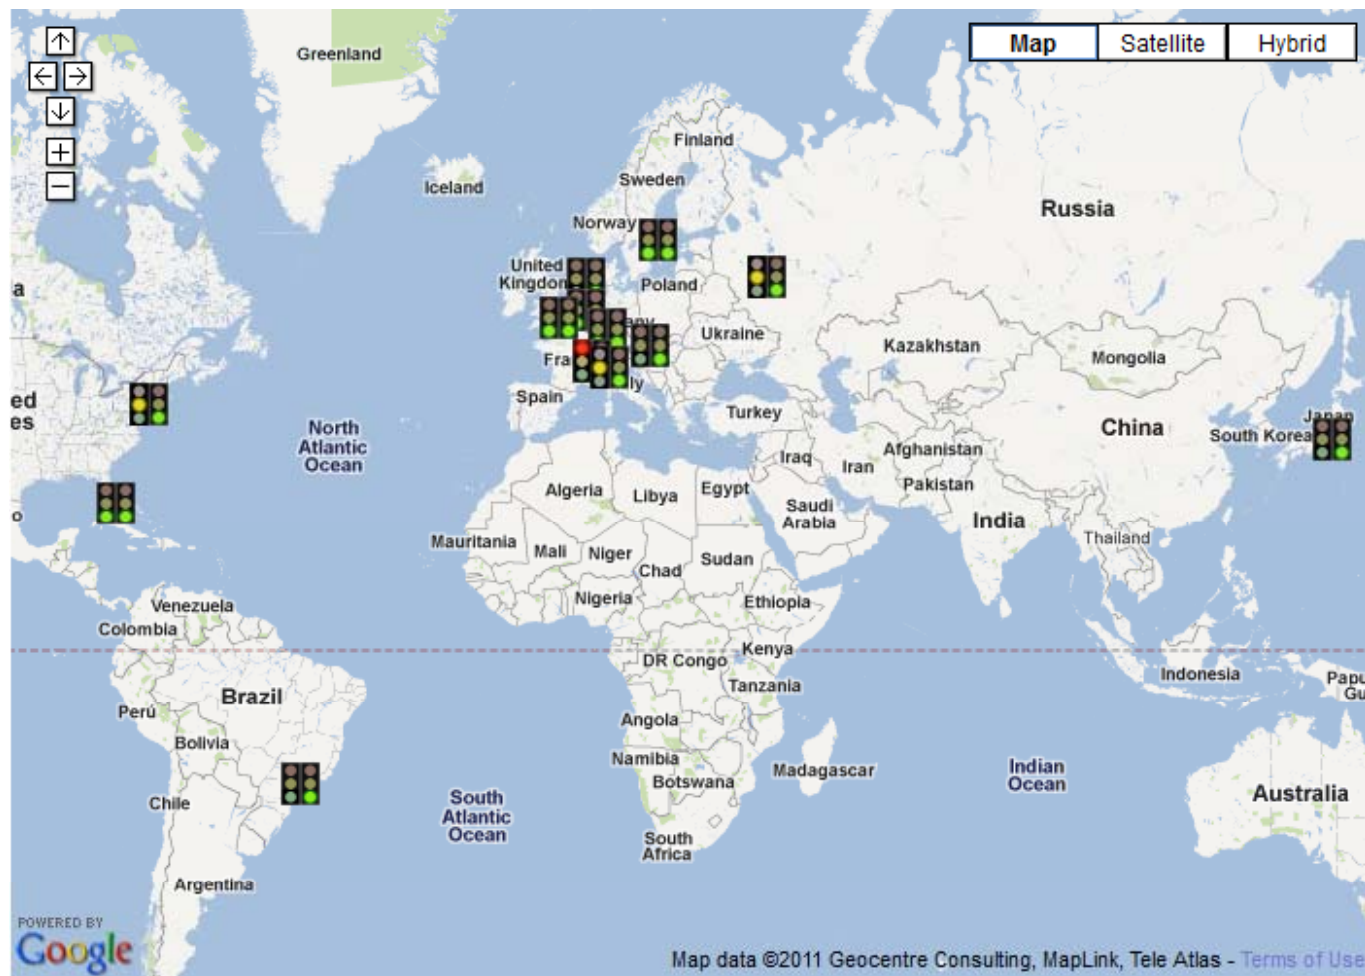 Greenland
Map
Satellite
Hybrid
Finland
Iceland
Sweden
Russia
Norway
United
Kingdom
Poland
Ukraine
Kazakhstan
Mongolia
Spain
Turkey
Japan
China
South Korea
North
Atlantic
Ocean
Iraq
Iran
Afghanistan
Pakistan
Algeria
Libya
Egypt
Saudi
Arabia
India
Thailand
Mauritania
Mali
Niger
Chad
Sudan
Nigeria
Ethiopia
Venezuela
Colombia
DR Congo
Kenya
Indonesia
Brazil
Tanzania
Perú
Angola
Bolivia
Namibia
Botswana
Madagascar
Indian
Ocean
Chile
South
Atlantic
Ocean
Australia
South
Africa
Argentina
POWERED BY
Google
Map data ©2011 Geocentre Consulting, MapLink, Tele Atlas - Terms of Use